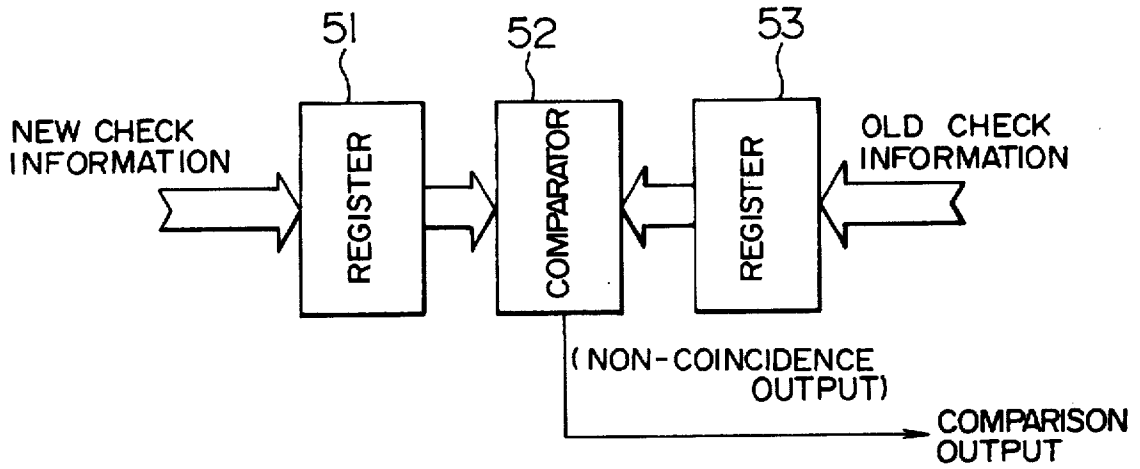 51
52
53
NEW CHECK
INFORMATION
REGISTER
COMPARATOR
REGISTER
OLD CHECK
INFORMATION
(NON-COINCIDENCE
OUTPUT)
COMPARISON
OUTPUT